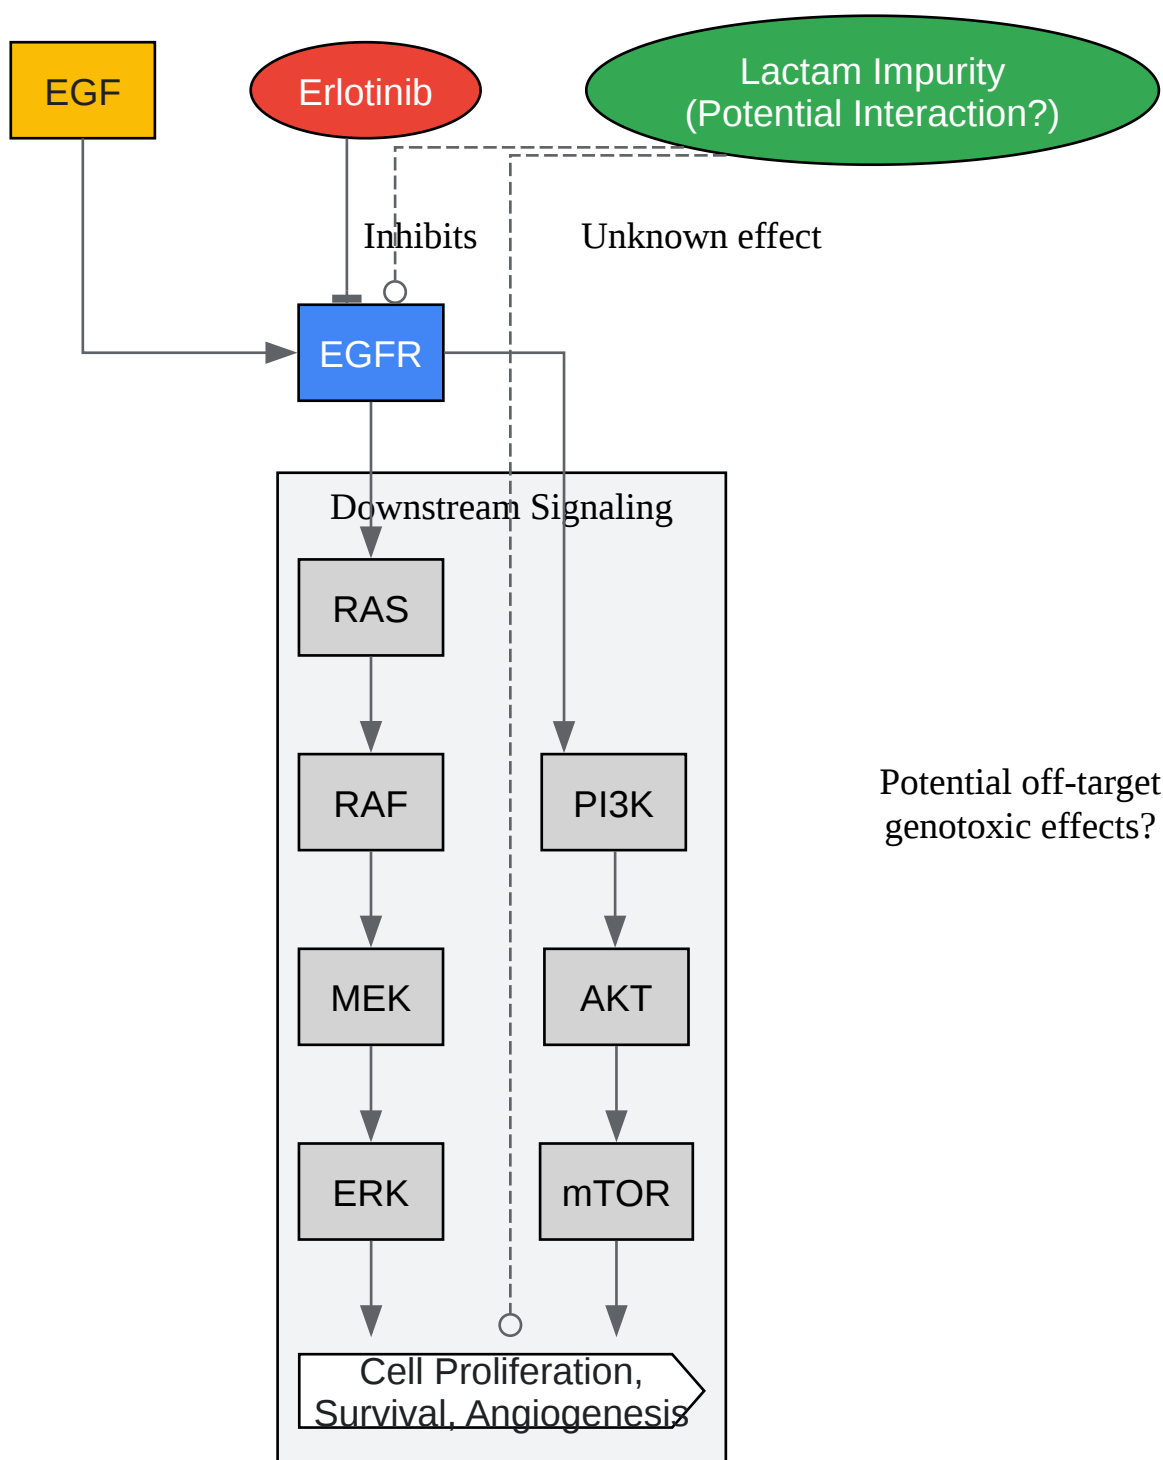 EGF
Erlotinib
Lactam Impurity
(Potential Interaction?)
Inhibits
Unknown effect
EGFR
Downstream Signaling
RAS
RAF
PI3K
Potential off-target
genotoxic effects?
MEK
AKT
ERK
mTOR
Cell Proliferation,
Survival, Angiogenesis